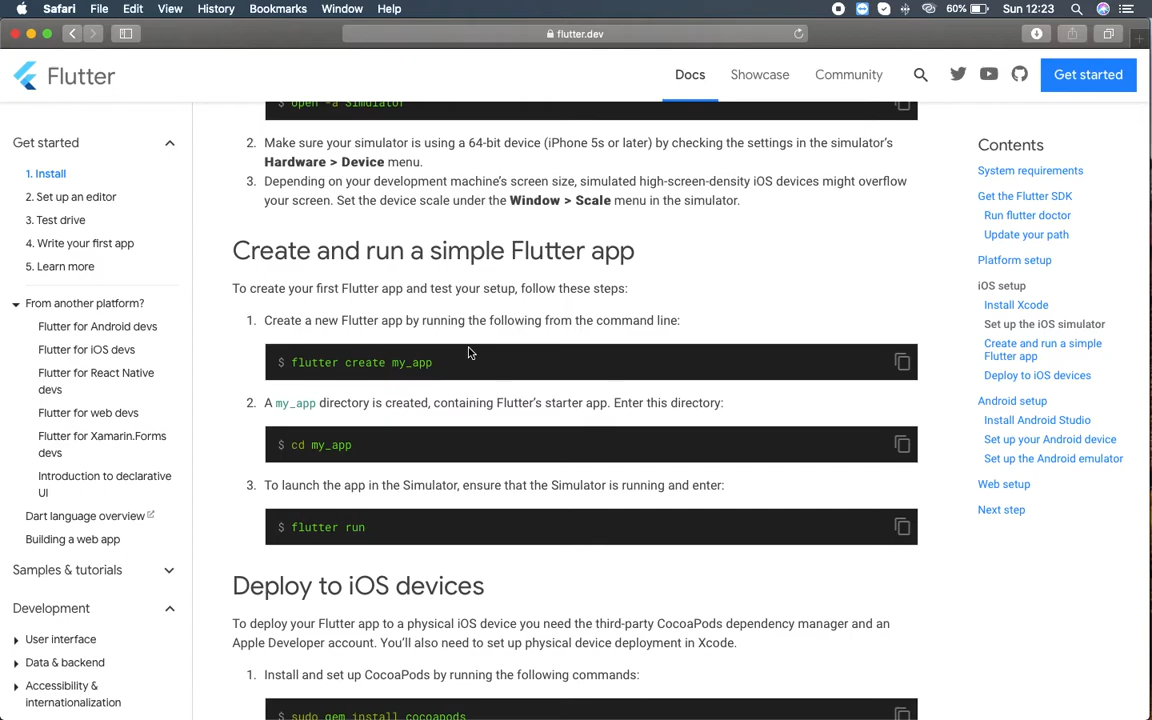 Safari File Edit View History Bookmarks Window Help 60% Sun 12:23
flutter.dev
Flutter Docs Showcase Community Get started
Get started
1. Install
2. Set up an editor
3. Test drive
4. Write your first app
5. Learn more
From another platform?
Flutter for Android devs
Flutter for iOS devs
Flutter for React Native
devs
Flutter for web devs
Flutter for Xamarin.Forms
devs
Introduction to declarative
UI
Dart language overview
Building a web app
Samples & tutorials
Development
User interface
Data & backend
Accessibility &
internationalization
$ open -a Simulator
2. Make sure your simulator is using a 64-bit device (iPhone 5s or later) by checking the settings in the simulator's
Hardware > Device menu.
3. Depending on your development machine's screen size, simulated high-screen-density iOS devices might overflow
your screen. Set the device scale under the Window > Scale menu in the simulator.
Create and run a simple Flutter app
To create your first Flutter app and test your setup, follow these steps:
1. Create a new Flutter app by running the following from the command line:
$ flutter create my_app
2. A my_app directory is created, containing Flutter's starter app. Enter this directory:
$ cd my_app
3. To launch the app in the Simulator, ensure that the Simulator is running and enter:
$ flutter run
Deploy to iOS devices
To deploy your Flutter app to a physical iOS device you need the third-party CocoaPods dependency manager and an
Apple Developer account. You'll also need to set up physical device deployment in Xcode.
1. Install and set up CocoaPods by running the following commands:
$ sudo gem install cocoapods
Contents
System requirements
Get the Flutter SDK
Run flutter doctor
Update your path
Platform setup
iOS setup
Install Xcode
Set up the iOS simulator
Create and run a simple
Flutter app
Deploy to iOS devices
Android setup
Install Android Studio
Set up your Android device
Set up the Android emulator
Web setup
Next step